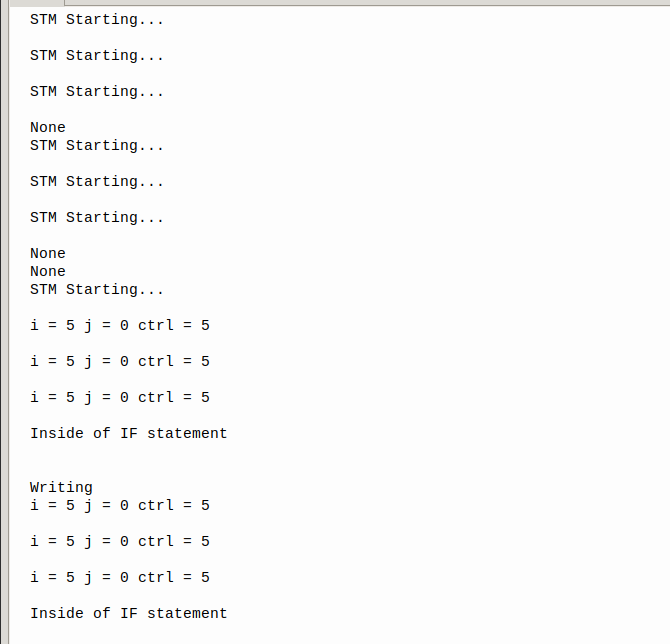 STM Starting...
STM Starting...
STM Starting...
None
STM Starting...
STM Starting...
STM Starting...
None
None
STM Starting...
i = 5 j = 0 ctrl = 5
i = 5 j = 0 ctrl = 5
i = 5 j = 0 ctrl = 5
Inside of IF statement
Writing
i = 5 j = 0 ctrl = 5
i = 5 j = 0 ctrl = 5
i = 5 j = 0 ctrl = 5
Inside of IF statement